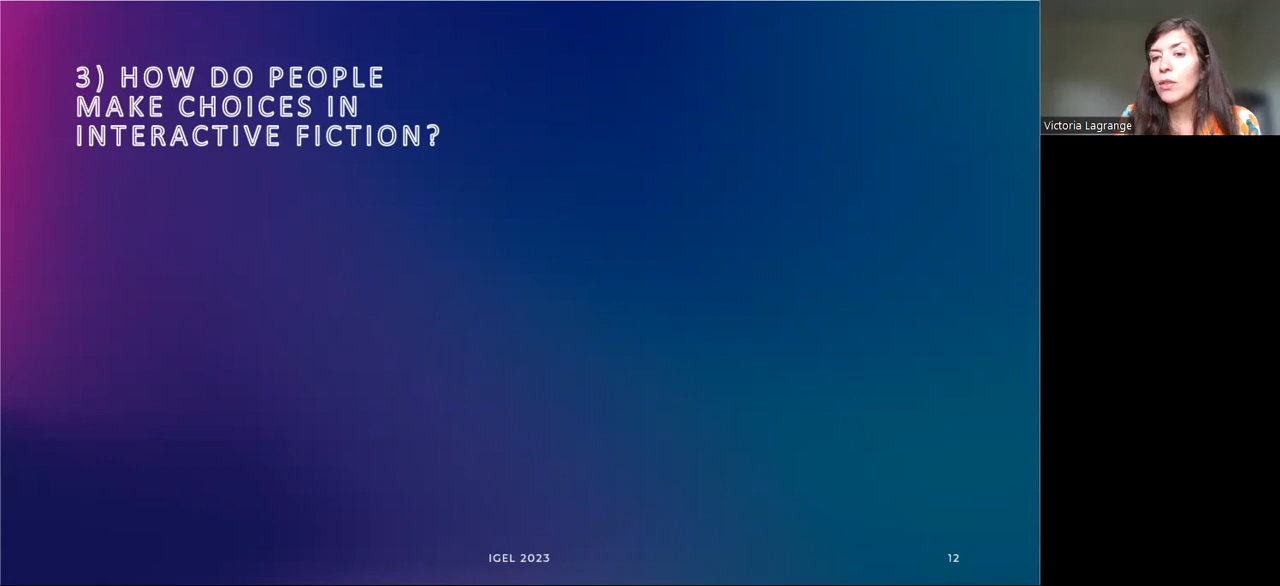 3) HOW DO PEOPLE
MAKE CHOICES IN
INTERACTIVE FICTION?
Victoria Lagrange
IGEL 2023
12